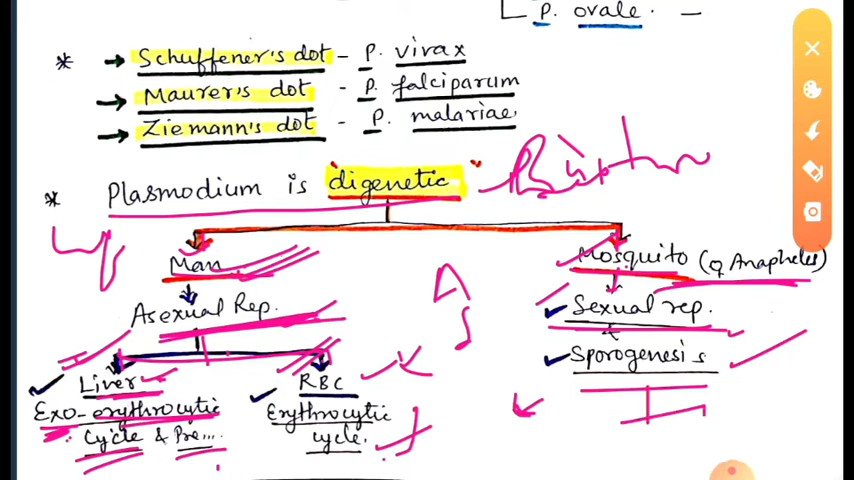 P. ovale. –
* → Schuffener's dot - P. virax
→ Maurer's dot - P. falciparum
→ Ziemann's dot - P. malariae
* Plasmodium is "digenetic"
Man
Mosquito (♀ Anapheles)
Asexual Rep.
Sexual rep.
Sporogenesis
Liver
RBC
Exo-erythrocytic
Erythrocytic
Cycle & Pre...
cycle.